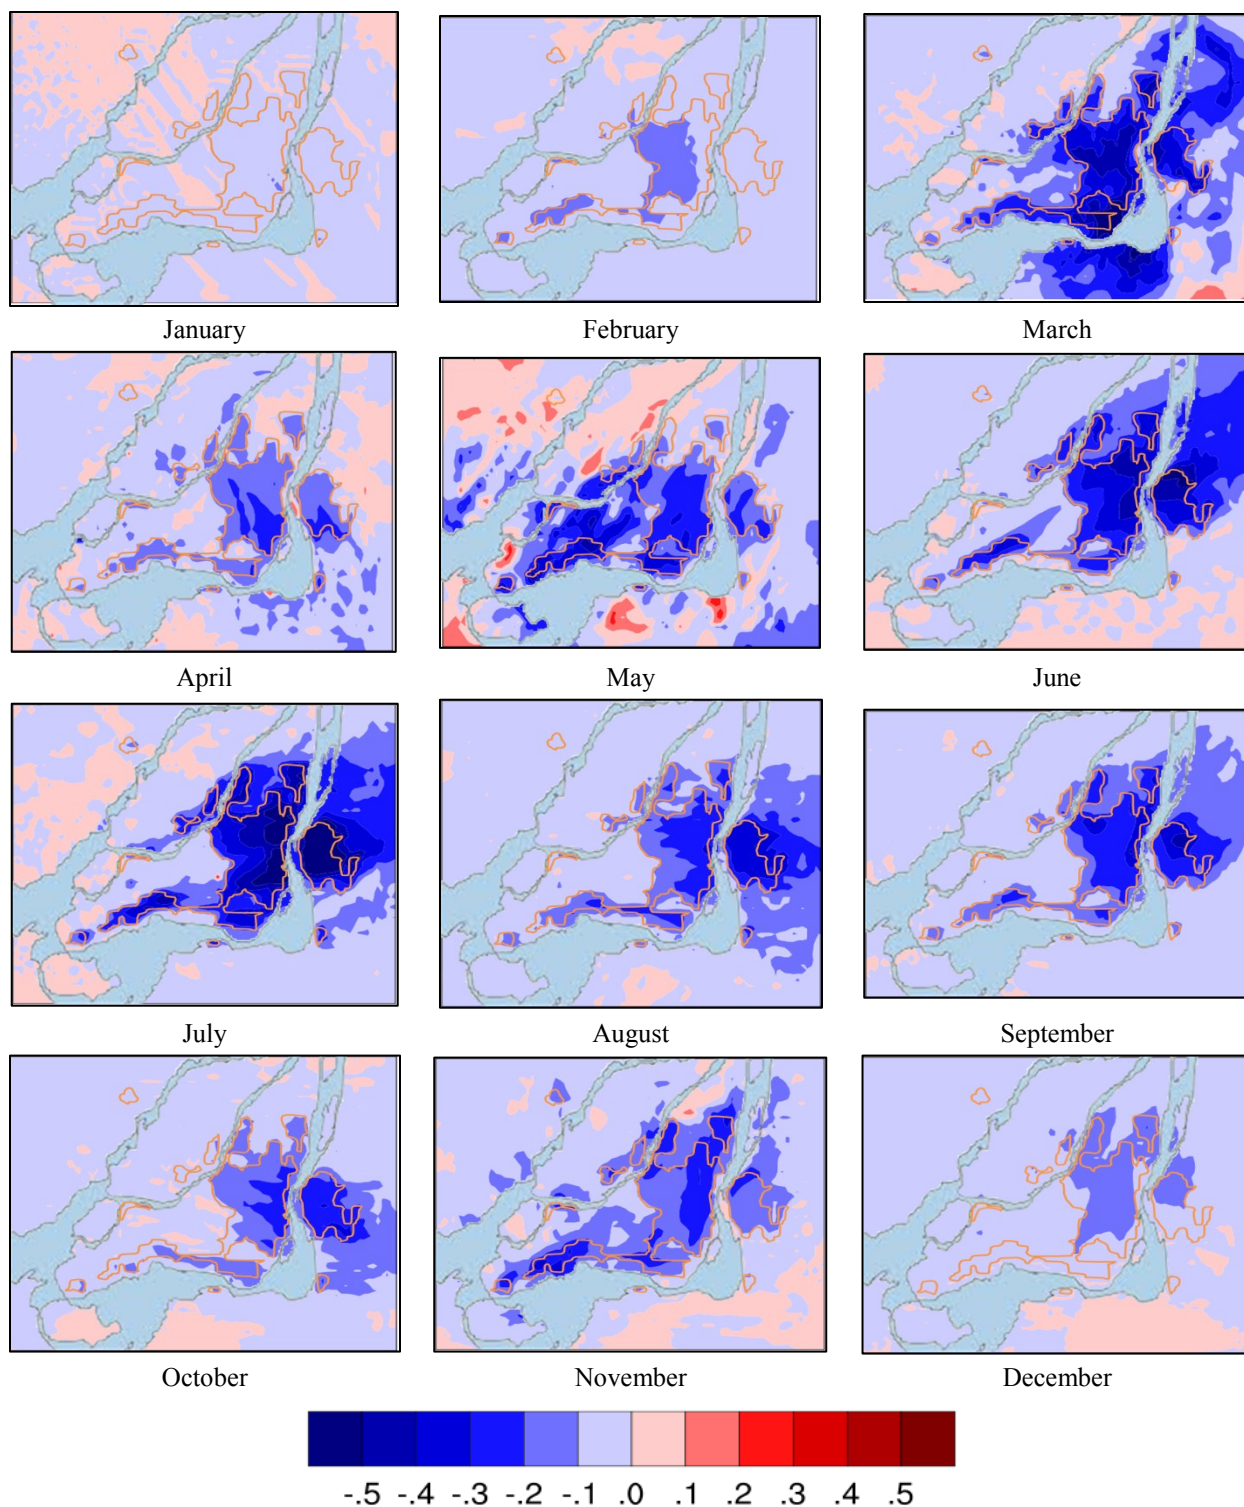 January February March
April May June
July August September
October November December
-.5 -.4 -.3 -.2 -.1 .0 .1 .2 .3 .4 .5